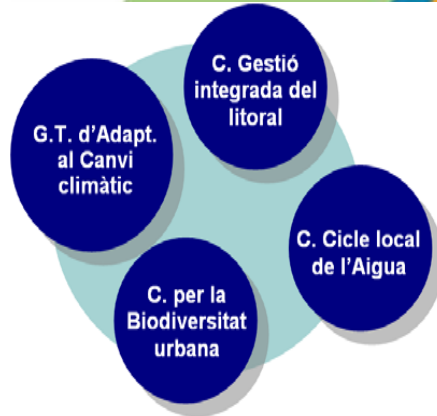 C. Gestió
integrada del
litoral
G.T. d'Adapt.
al Canvi
climàtic
C. Cicle local
de l'Aigua
C. per la
Biodiversitat
urbana